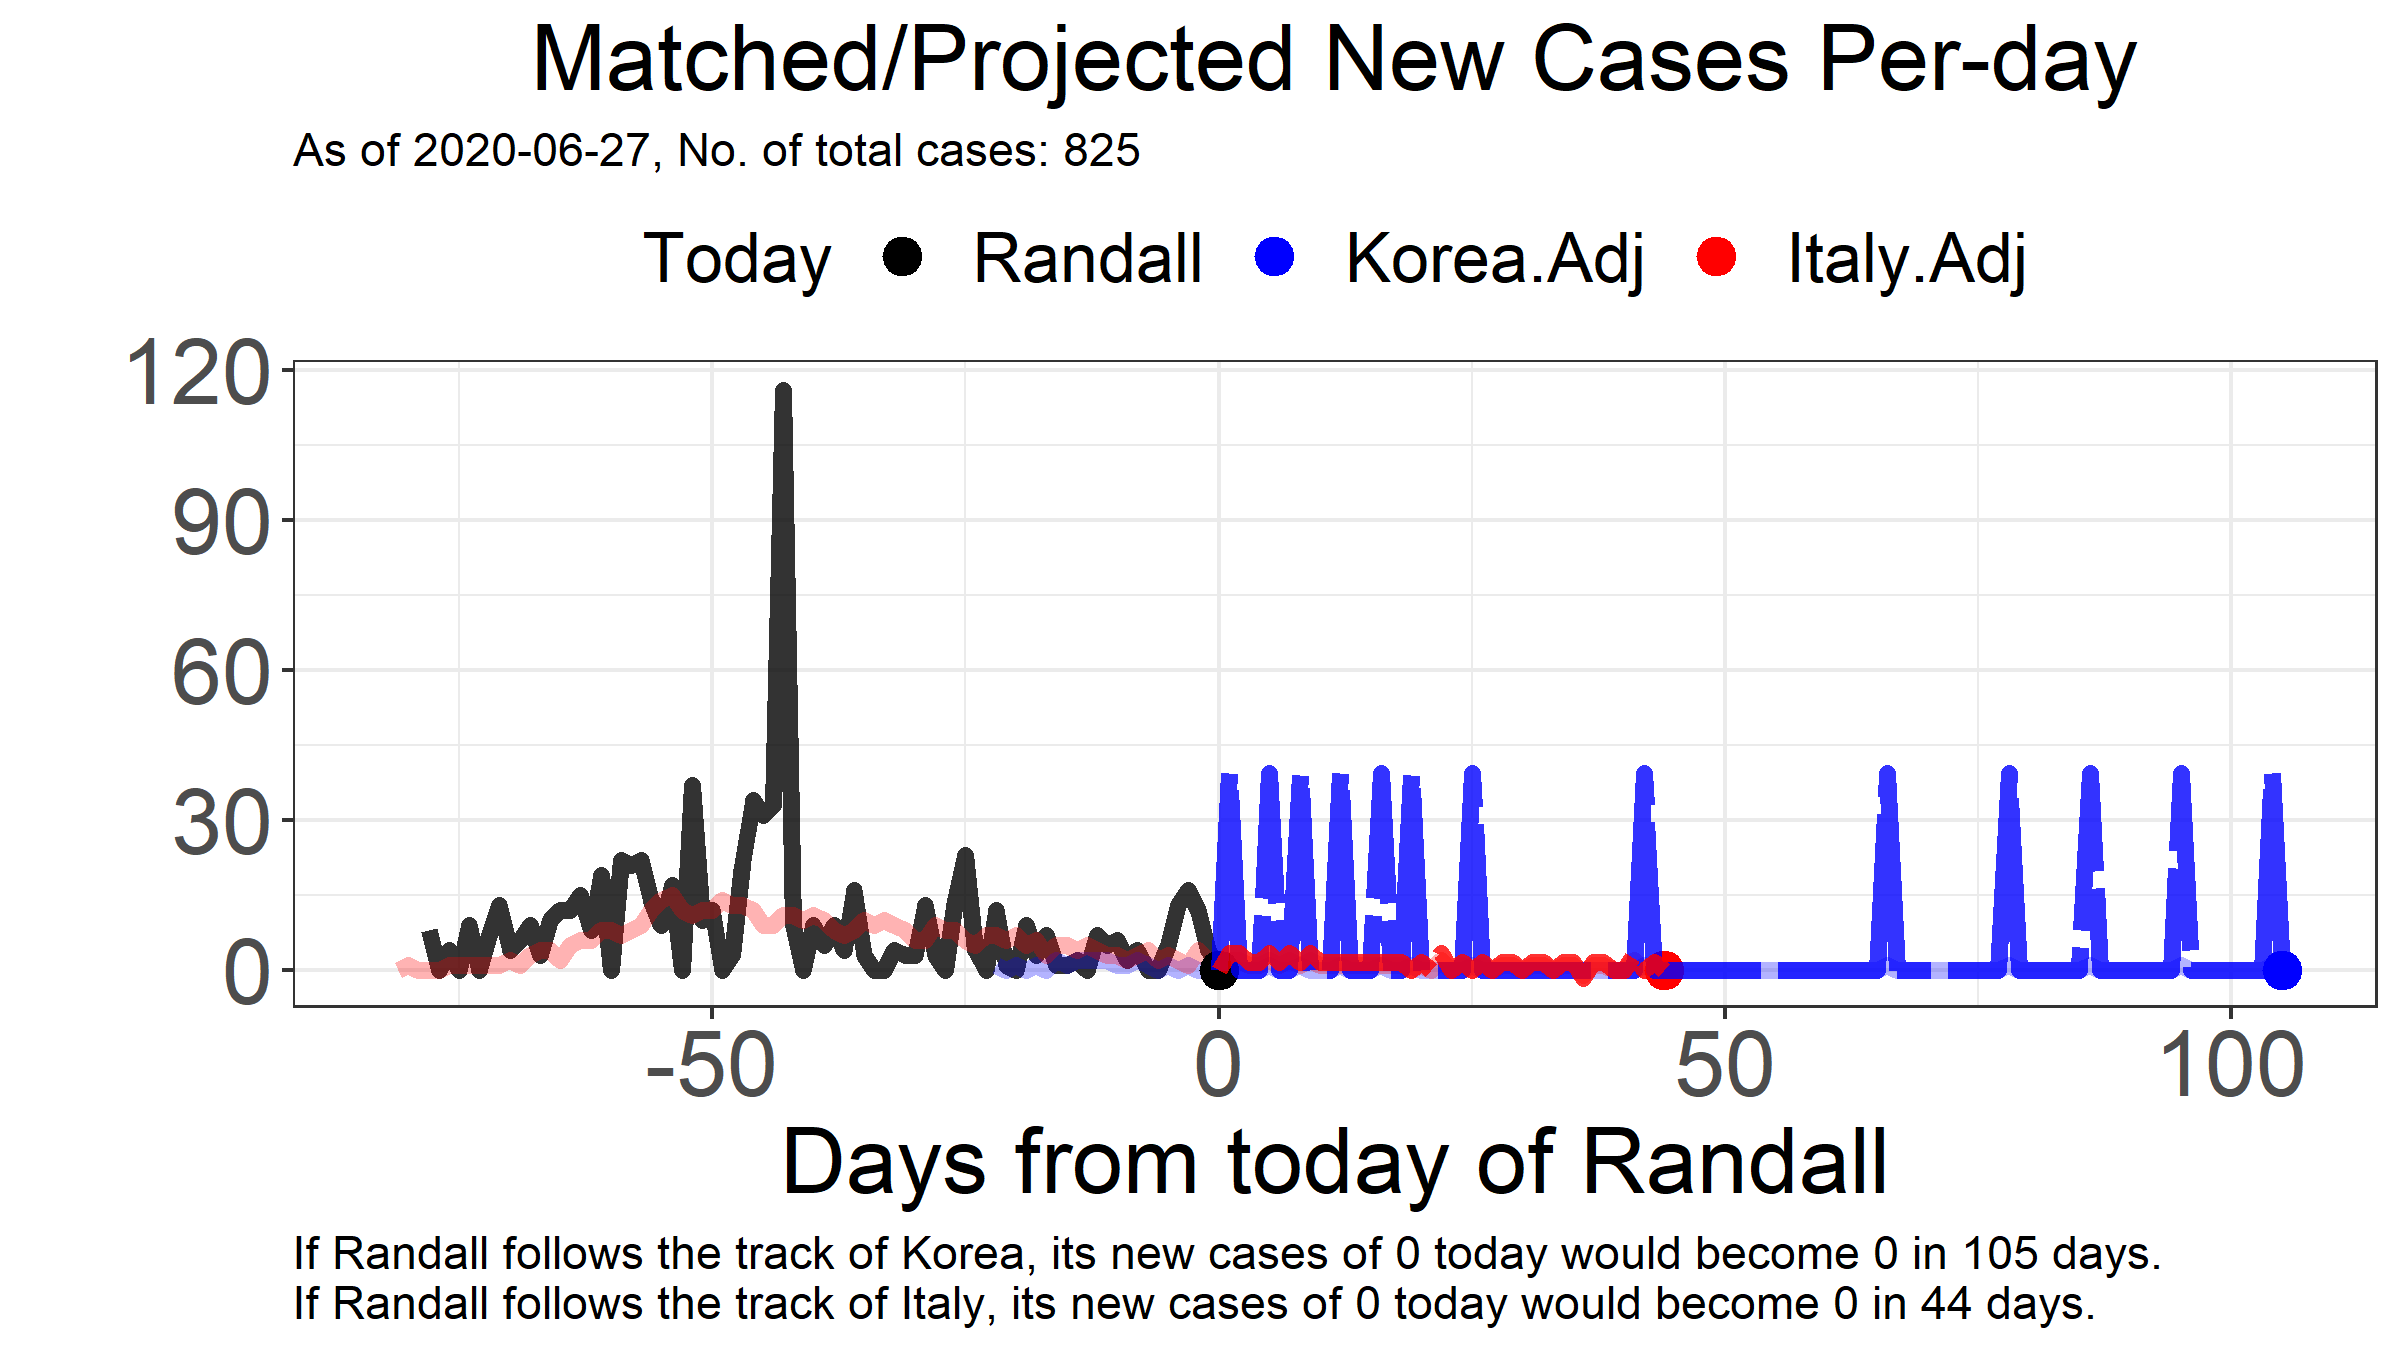 Matched/Projected New Cases Per-day
As of 2020-06-27, No. of total cases: 825
Today Randall Korea.Adj Italy.Adj
120
90
60
30
0
-50 0 50 100
Days from today of Randall
If Randall follows the track of Korea, its new cases of 0 today would become 0 in 105 days.
If Randall follows the track of Italy, its new cases of 0 today would become 0 in 44 days.